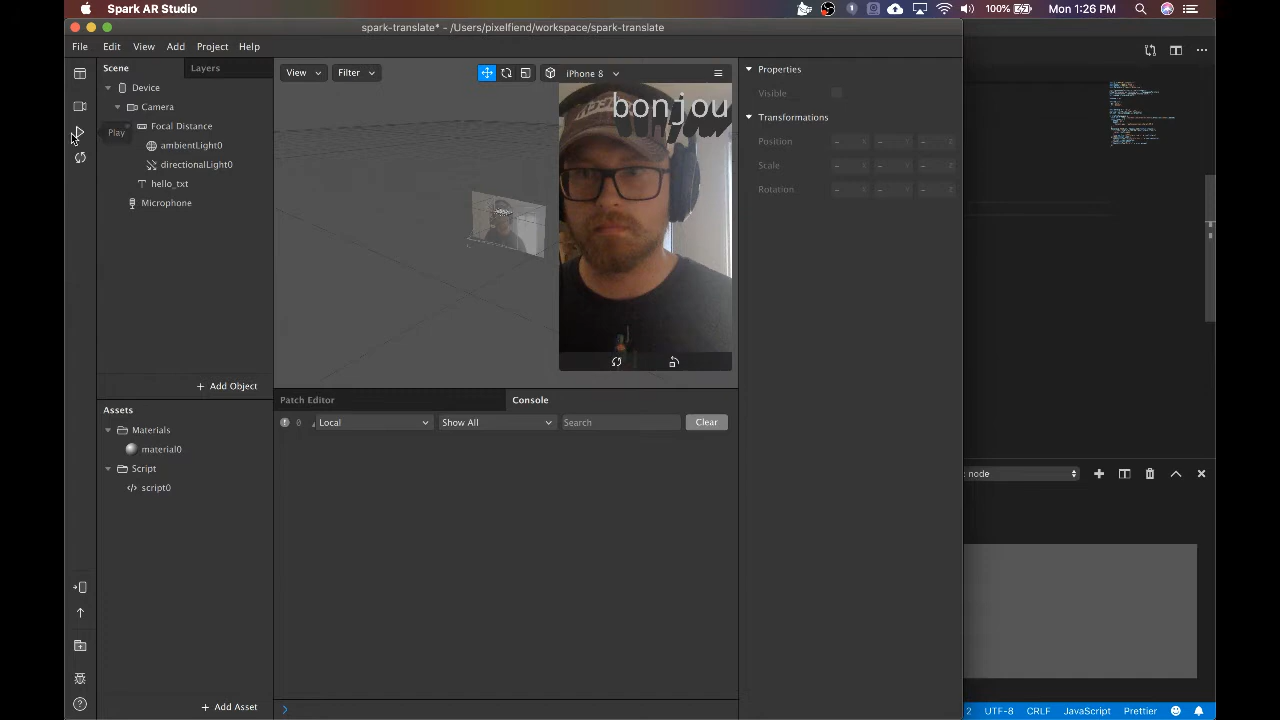 Spark AR Studio
100%
Mon 1:26 PM
spark-translate* - /Users/pixelfiend/workspace/spark-translate
File Edit View Add Project Help
Scene
Layers
Device
Camera
Focal Distance
ambientLight0
directionalLight0
hello_txt
Microphone
Play
+ Add Object
Assets
Materials
material0
Script
script0
+ Add Asset
View
Filter
iPhone 8
bonjou
Patch Editor
Console
0
Local
Show All
Search
Clear
Properties
Visible
Transformations
Position – X – Y – Z
Scale – X – Y – Z
Rotation – X – Y – Z
: node
2 UTF-8 CRLF JavaScript Prettier